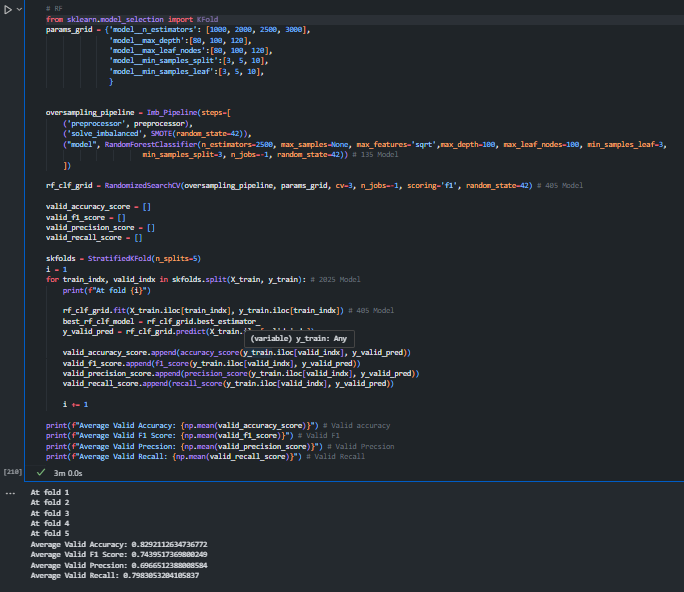 # RF
from sklearn.model_selection import KFold
params_grid = {'model__n_estimators': [1000, 2000, 2500, 3000],
'model__max_depth':[80, 100, 120],
'model__max_leaf_nodes':[80, 100, 120],
'model__min_samples_split':[3, 5, 10],
'model__min_samples_leaf':[3, 5, 10],
}
oversampling_pipeline = Imb_Pipeline(steps=[
('preprocessor', preprocessor),
('solve_imbalanced', SMOTE(random_state=42)),
("model", RandomForestClassifier(n_estimators=2500, max_samples=None, max_features='sqrt',max_depth=100, max_leaf_nodes=100, min_samples_leaf=3,
min_samples_split=3, n_jobs=-1, random_state=42)) # 135 Model
])
rf_clf_grid = RandomizedSearchCV(oversampling_pipeline, params_grid, cv=3, n_jobs=-1, scoring='f1', random_state=42) # 405 Model
valid_accuracy_score = []
valid_f1_score = []
valid_precision_score = []
valid_recall_score = []
skfolds = StratifiedKFold(n_splits=5)
i = 1
for train_indx, valid_indx in skfolds.split(X_train, y_train): # 2025 Model
print(f"At fold {i}")
rf_clf_grid.fit(X_train.iloc[train_indx], y_train.iloc[train_indx]) # 405 Model
best_rf_clf_model = rf_clf_grid.best_estimator_
y_valid_pred = rf_clf_grid.predict(X_train.
(variable) y_train: Any
valid_accuracy_score.append(accuracy_score(y_train.iloc[valid_indx], y_valid_pred))
valid_f1_score.append(f1_score(y_train.iloc[valid_indx], y_valid_pred))
valid_precision_score.append(precision_score(y_train.iloc[valid_indx], y_valid_pred))
valid_recall_score.append(recall_score(y_train.iloc[valid_indx], y_valid_pred))
i += 1
print(f"Average Valid Accuracy: {np.mean(valid_accuracy_score)}") # Valid accuracy
print(f"Average Valid F1 Score: {np.mean(valid_f1_score)}") # Valid F1
print(f"Average Valid Precsion: {np.mean(valid_precision_score)}") # Valid Precsion
print(f"Average Valid Recall: {np.mean(valid_recall_score)}") # Valid Recall
[210] ✓ 3m 0.0s
... At fold 1
At fold 2
At fold 3
At fold 4
At fold 5
Average Valid Accuracy: 0.8292112634736772
Average Valid F1 Score: 0.7439517369800249
Average Valid Precsion: 0.6966512388008584
Average Valid Recall: 0.7983053204105837